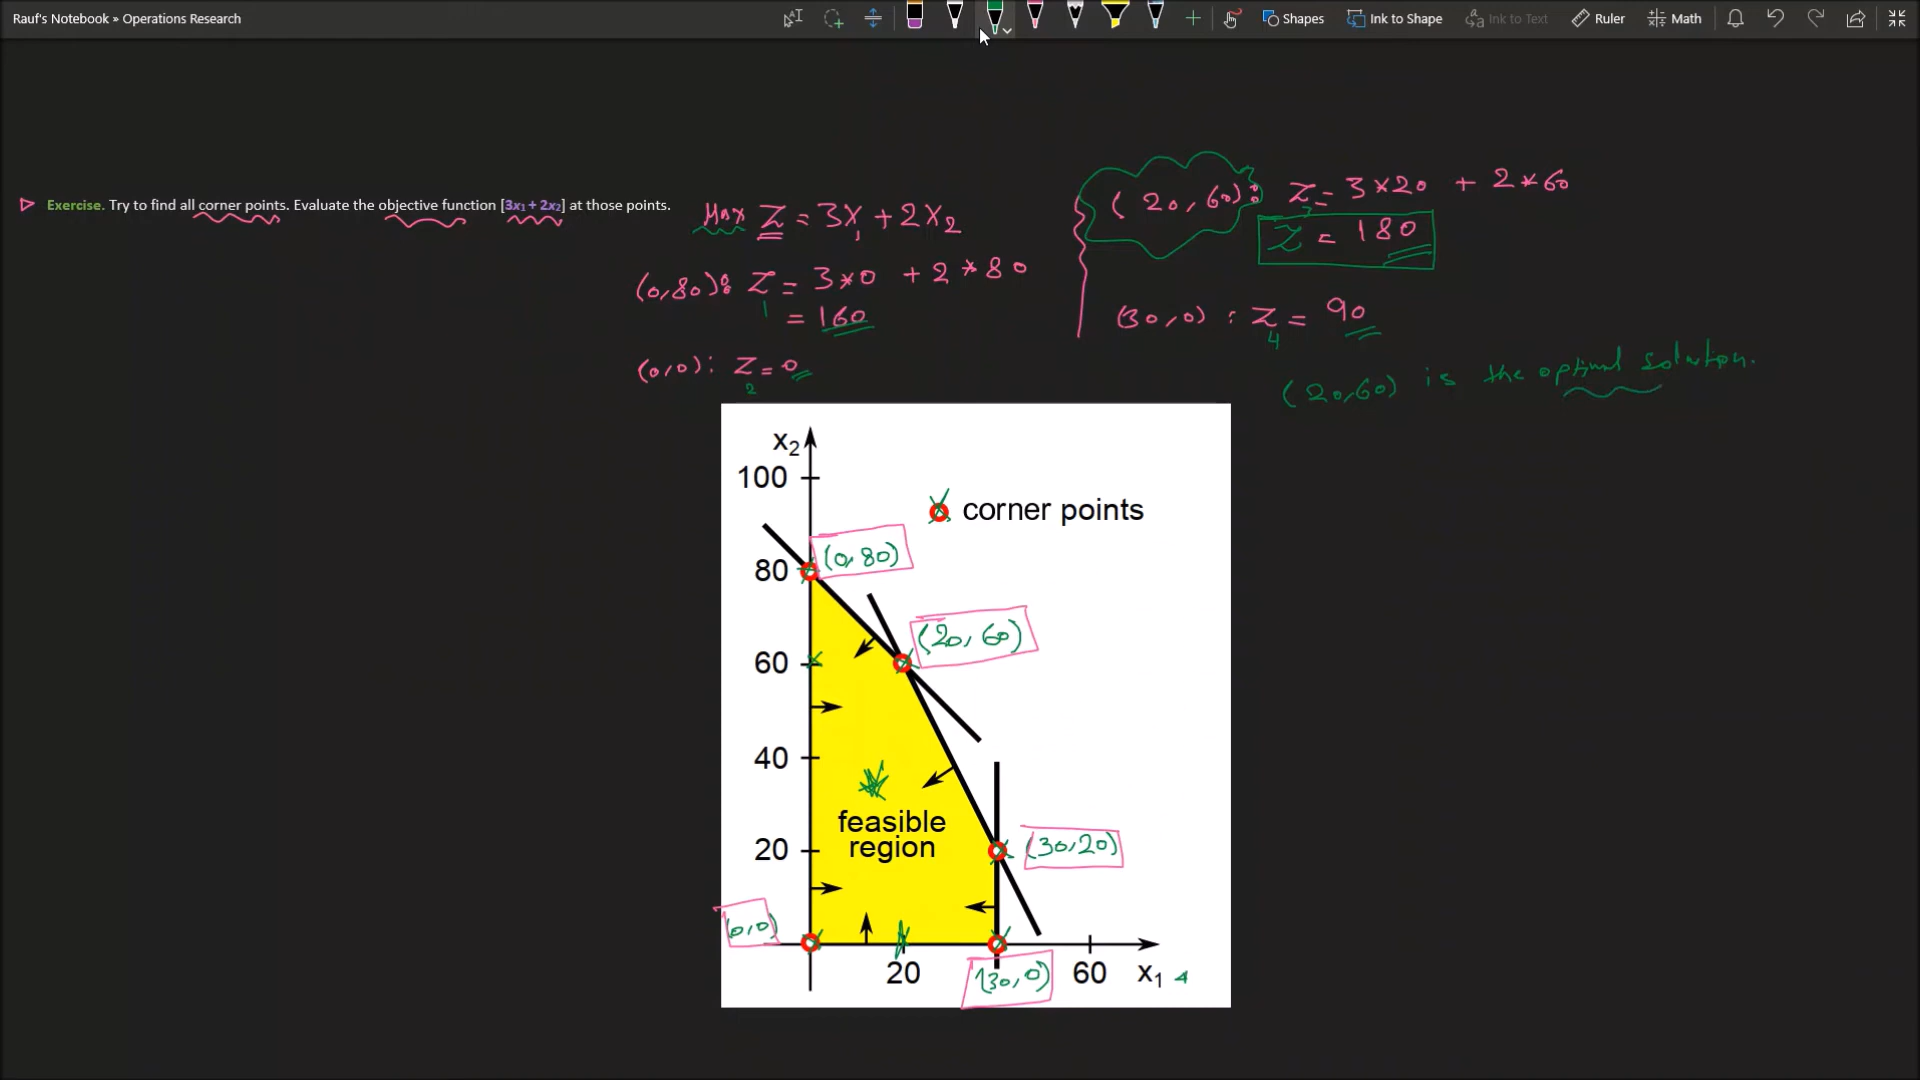 Rauf's Notebook » Operations Research
Shapes
Ink to Shape
Ink to Text
Ruler
Math
Exercise. Try to find all corner points. Evaluate the objective function [3x₁ + 2x₂] at those points.
Max Z = 3x₁ + 2x₂
(0,80): Z₁ = 3*0 + 2*80
= 160
(0,0): Z₂ = 0
(20,60): Z₃ = 3*20 + 2*60
Z = 180
(30,0): Z₄ = 90
(20,60) is the optimal solution.
x₂
100
corner points
80
(0,80)
(20,60)
60
40
feasible
region
20
(30,20)
(0,0)
20
(30,0)
60
x₁